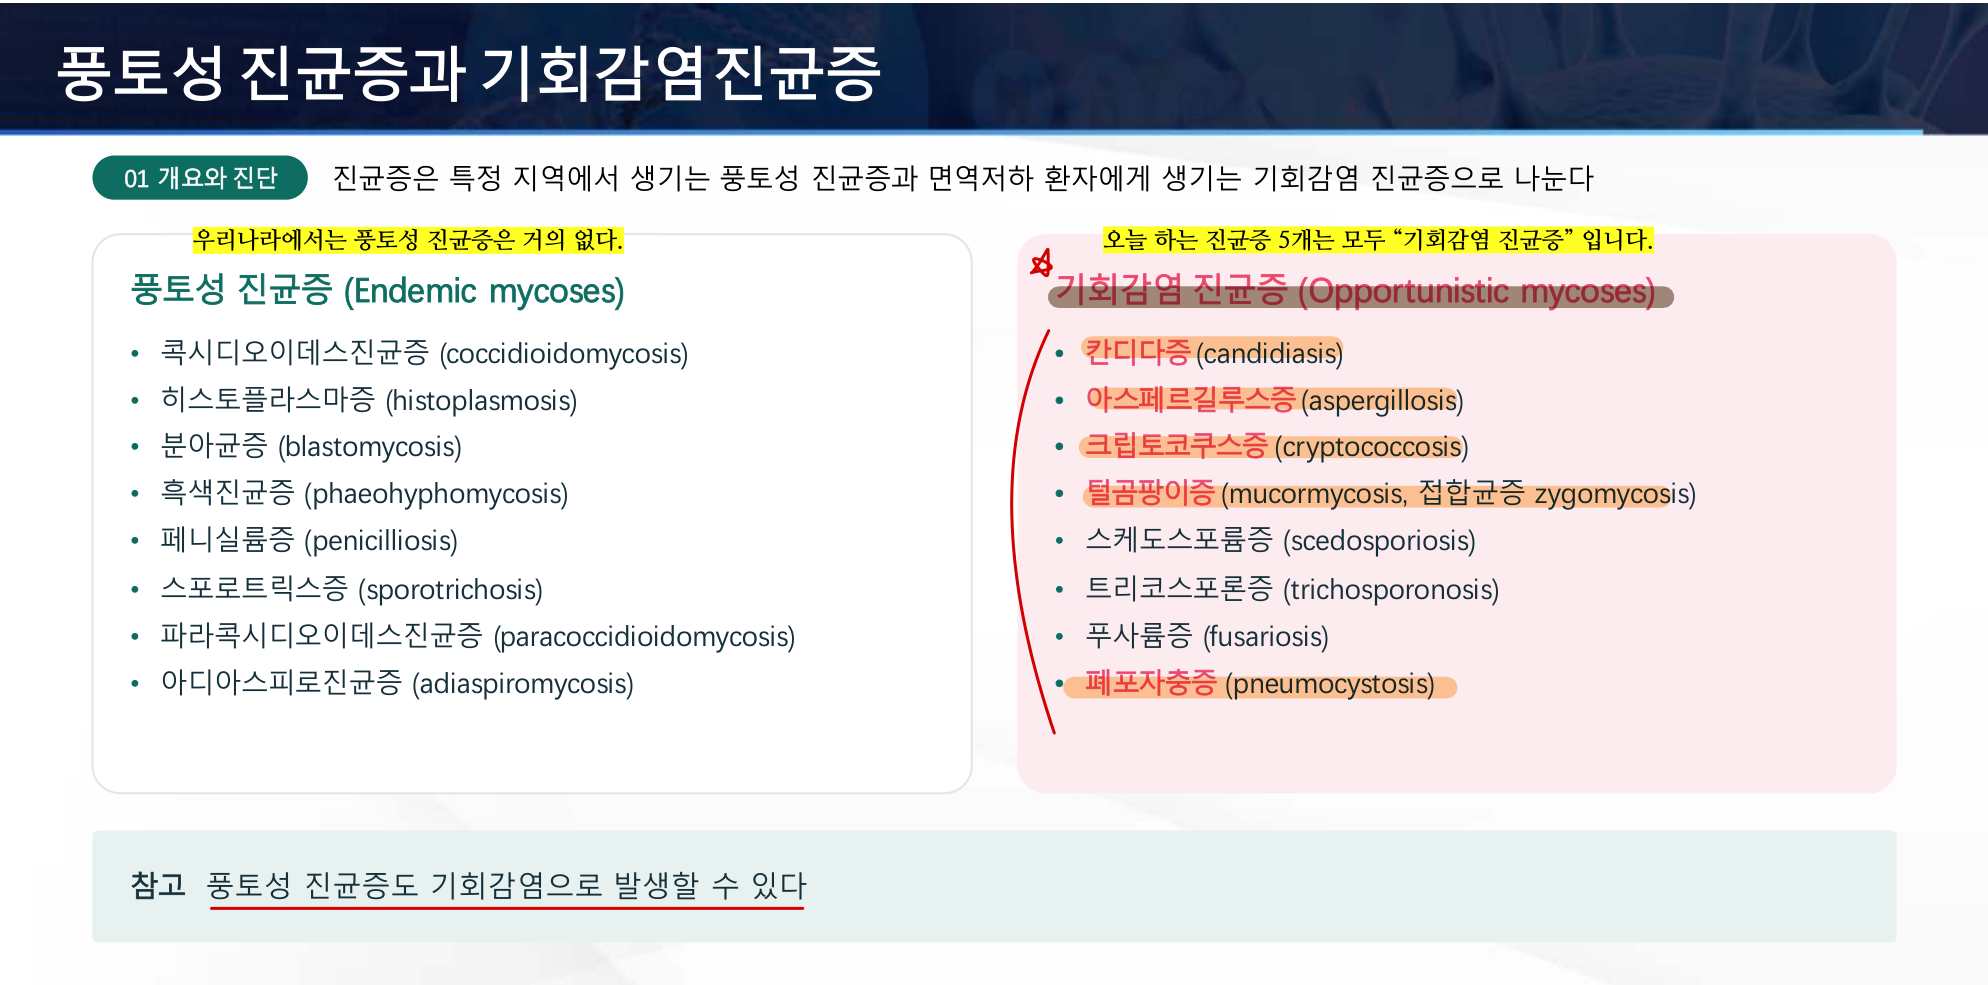 풍토성 진균증과 기회감염진균증
01 개요와 진단
진균증은 특정 지역에서 생기는 풍토성 진균증과 면역저하 환자에게 생기는 기회감염 진균증으로 나눈다
우리나라에서는 풍토성 진균증은 거의 없다.
풍토성 진균증 (Endemic mycoses)
• 콕시디오이데스진균증 (coccidioidomycosis)
• 히스토플라스마증 (histoplasmosis)
• 분아균증 (blastomycosis)
• 흑색진균증 (phaeohyphomycosis)
• 페니실륨증 (penicilliosis)
• 스포로트릭스증 (sporotrichosis)
• 파라콕시디오이데스진균증 (paracoccidioidomycosis)
• 아디아스피로진균증 (adiaspiromycosis)
오늘 하는 진균증 5개는 모두 “기회감염 진균증” 입니다.
기회감염 진균증 (Opportunistic mycoses)
• 칸디다증 (candidiasis)
• 아스페르길루스증 (aspergillosis)
• 크립토코쿠스증 (cryptococcosis)
• 털곰팡이증 (mucormycosis, 접합균증 zygomycosis)
• 스케도스포륨증 (scedosporiosis)
• 트리코스포론증 (trichosporonosis)
• 푸사륨증 (fusariosis)
• 폐포자충증 (pneumocystosis)
참고 풍토성 진균증도 기회감염으로 발생할 수 있다